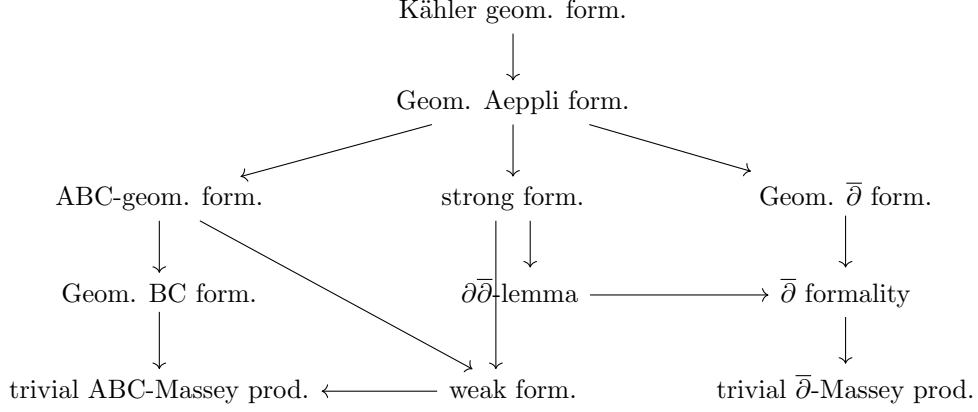 Kähler geom. form.
Geom. Aeppli form.
ABC-geom. form. strong form. Geom. ∂̅ form.
Geom. BC form. ∂∂̅-lemma ∂̅ formality
trivial ABC-Massey prod. weak form. trivial ∂̅-Massey prod.